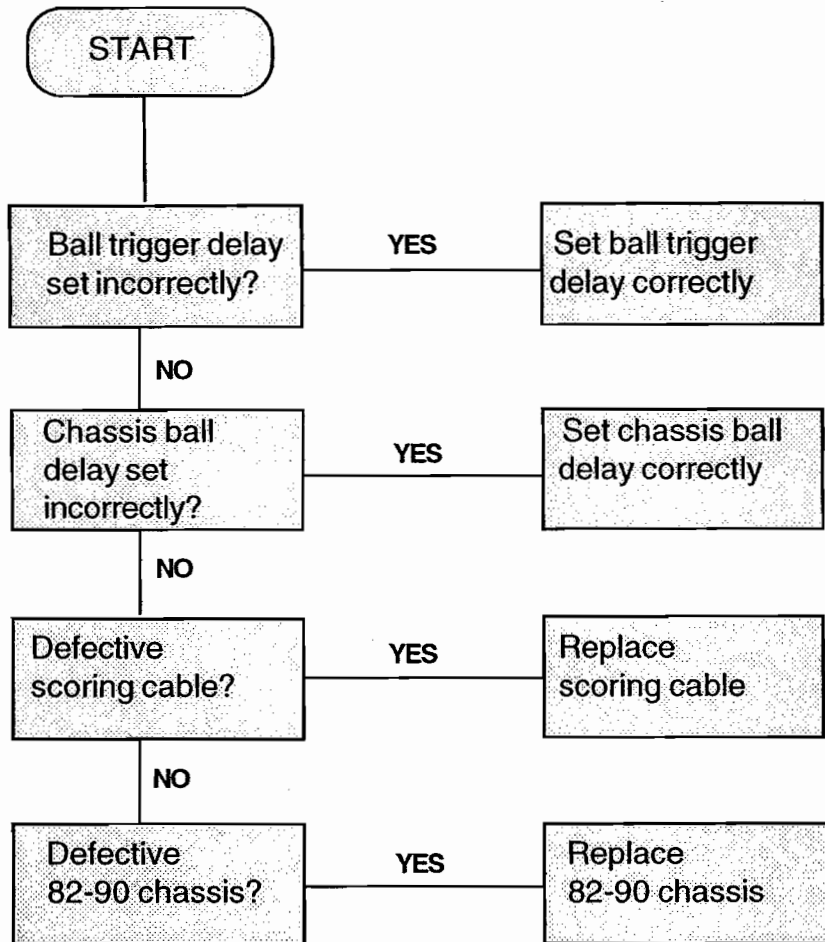 START
Ball trigger delay
set incorrectly?
YES
Set ball trigger
delay correctly
NO
Chassis ball
delay set
incorrectly?
YES
Set chassis ball
delay correctly
NO
Defective
scoring cable?
YES
Replace
scoring cable
NO
Defective
82-90 chassis?
YES
Replace
82-90 chassis